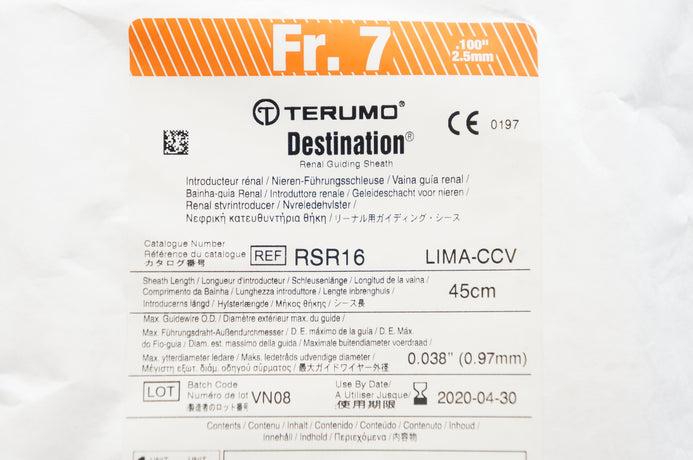 Fr. 7
.100"
2.5mm
TERUMO®
Destination®
Renal Guiding Sheath
CE 0197
Introducteur rénal / Nieren-Führungsschleuse / Vaina guía renal /
Bainha-guia Renal / Introduttore renale / Geleideschacht voor nieren /
Renal styrintroducer / Nyreledehylster /
Νεφρική κατευθυντήρια θήκη / リーナル用ガイディング・シース
Catalogue Number
Référence du catalogue
カタログ番号
REF RSR16 LIMA-CCV
Sheath Length / Longueur d'introducteur / Schleusenlänge / Longitud de la vaina /
Comprimento da Bainha / Lunghezza introduttore / Lengte inbrenghuls /
Introducerns längd / Hylsterlængde / Μήκος θήκης / シース長
45cm
Max. Guidewire O.D. / Diamètre extérieur max. du guide /
Max. Führungsdraht-Außendurchmesser / D. E. máximo de la guía / D. E. Máx.
do Fio-guia / Diam. est. massimo della guida / Maximale buitendiameter voerdraad /
Max. ytterdiameter ledare / Maks. ledetråds udvendige diameter /
Μέγιστη εξωτ. διάμ. οδηγού σύρματος / 最大ガイドワイヤー外径
0.038" (0.97mm)
LOT
Batch Code
Numéro de lot
製造者のロット番号
VN08
Use By Date/
A Utiliser Jusque/
使用期限
2020-04-30
Contents / Contenu / Inhalt / Contenido / Conteúdo / Contenuto / Inhoud /
Innehåll / Indhold / Περιεχόμενα / 内容物